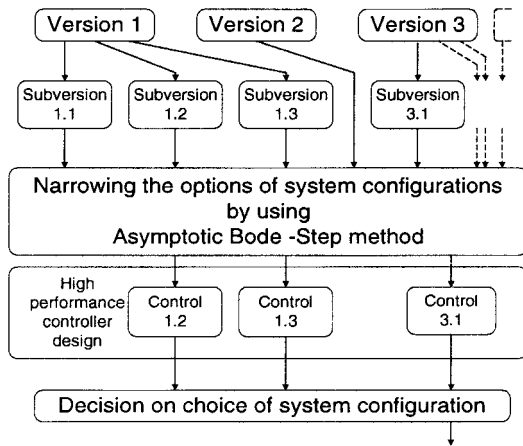 Version 1
Version 2
Version 3
Subversion
1.1
Subversion
1.2
Subversion
1.3
Subversion
3.1
Narrowing the options of system configurations
by using
Asymptotic Bode -Step method
High
performance
controller
design
Control
1.2
Control
1.3
Control
3.1
Decision on choice of system configuration